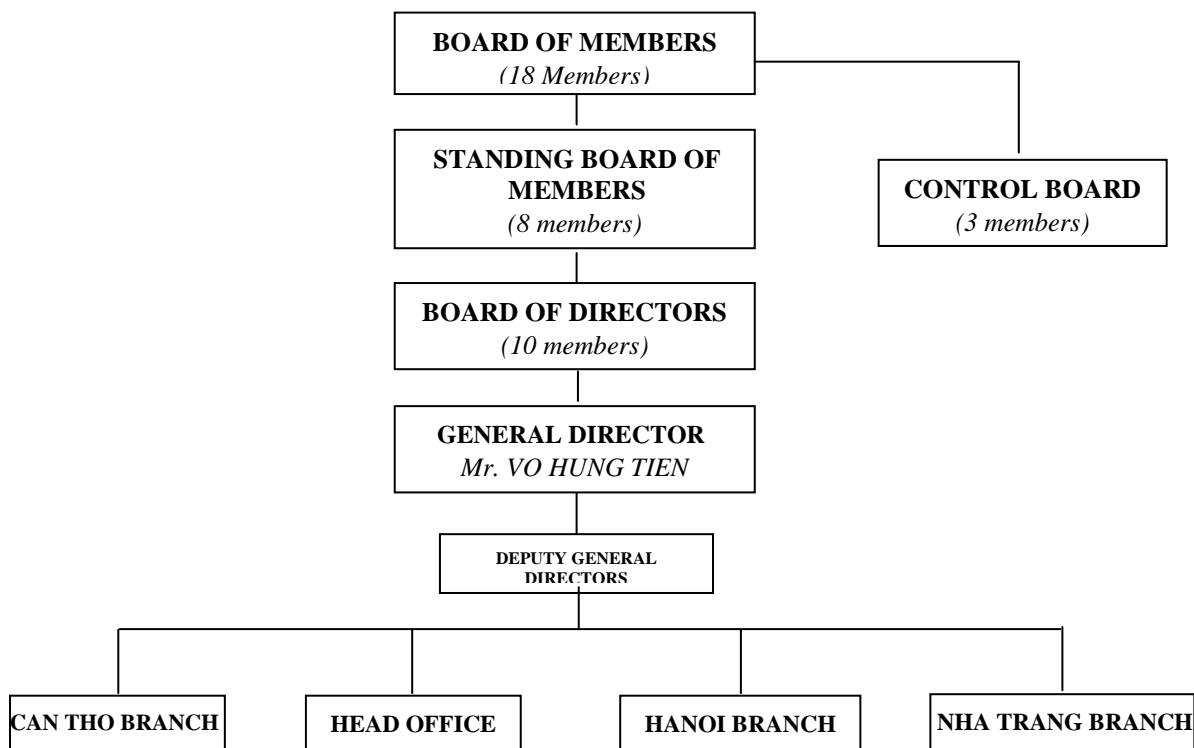 BOARD OF MEMBERS
(18 Members)
STANDING BOARD OF
MEMBERS
(8 members)
CONTROL BOARD
(3 members)
BOARD OF DIRECTORS
(10 members)
GENERAL DIRECTOR
Mr. VO HUNG TIEN
DEPUTY GENERAL
DIRECTORS
CAN THO BRANCH
HEAD OFFICE
HANOI BRANCH
NHA TRANG BRANCH